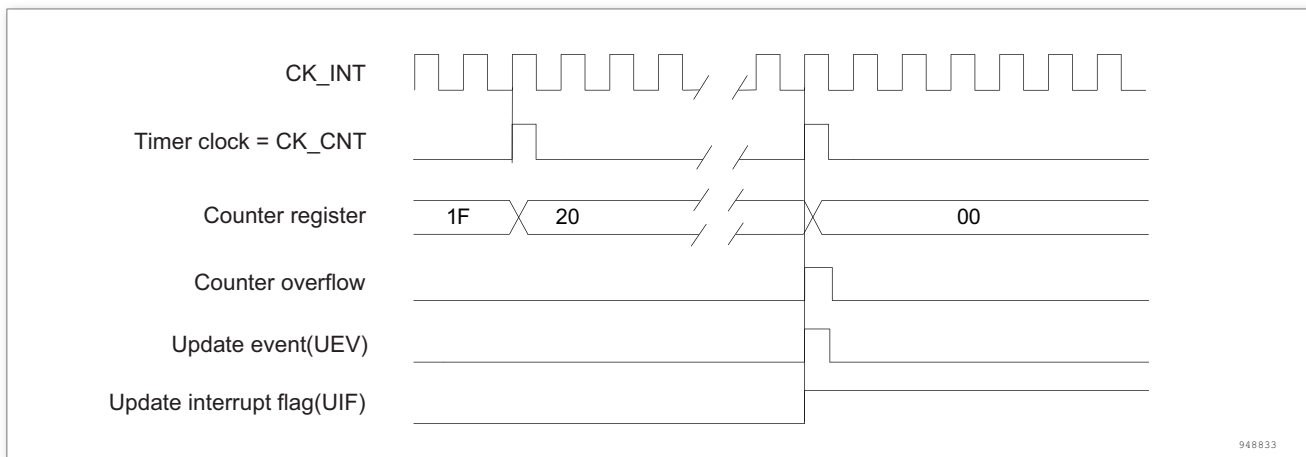 CK_INT
Timer clock = CK_CNT
Counter register
1F
20
00
Counter overflow
Update event(UEV)
Update interrupt flag(UIF)
948833